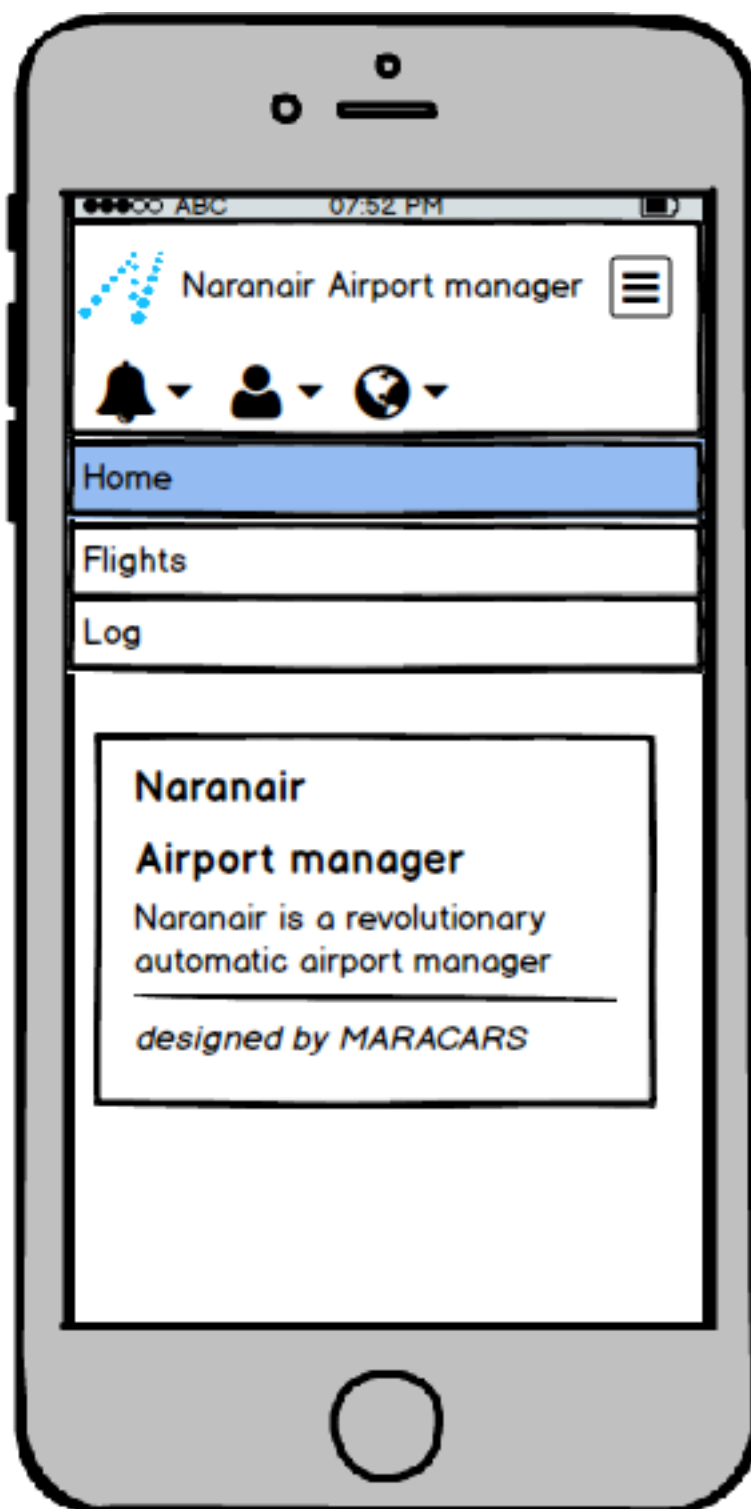 ABC 07:52 PM
Naranair Airport manager
Home
Flights
Log
Naranair
Airport manager
Naranair is a revolutionary
automatic airport manager
designed by MARACARS